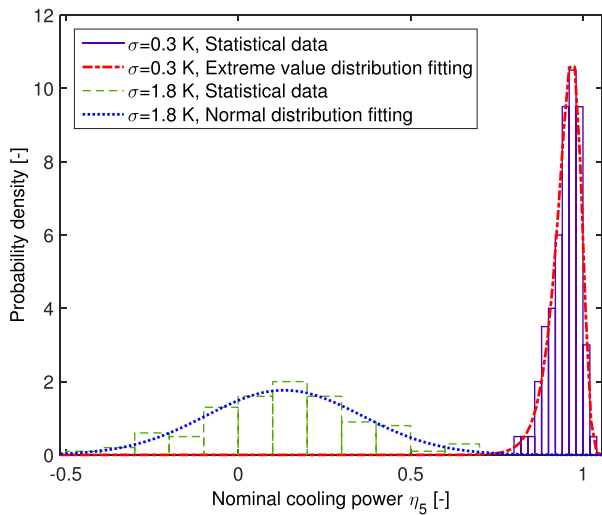 12
10
8
6
4
2
0
Probability density [-]
σ=0.3 K, Statistical data
σ=0.3 K, Extreme value distribution fitting
σ=1.8 K, Statistical data
σ=1.8 K, Normal distribution fitting
-0.5 0 0.5 1
Nominal cooling power η5 [-]